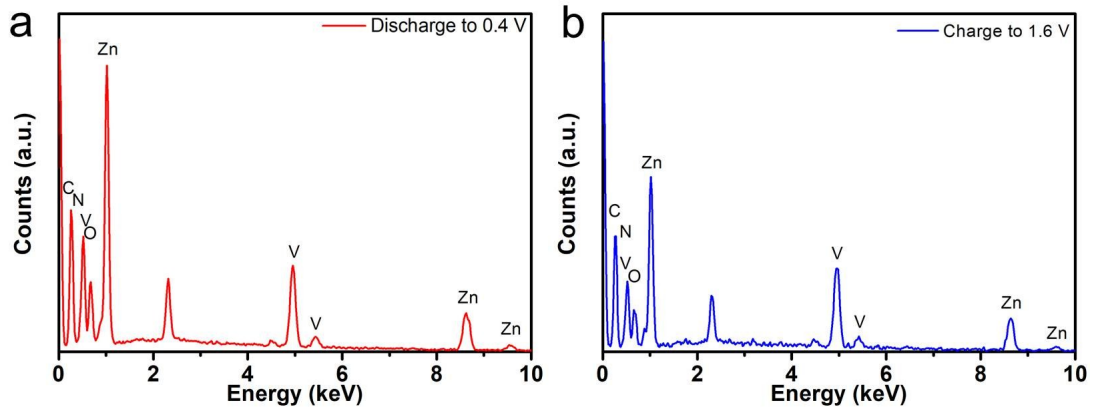 a
Discharge to 0.4 V
Zn
C
N
V
O
V
V
Zn
Zn
Counts (a.u.)
0 2 4 6 8 10
Energy (keV)
b
Charge to 1.6 V
Zn
C
N
V
O
V
V
Zn
Zn
Counts (a.u.)
0 2 4 6 8 10
Energy (keV)